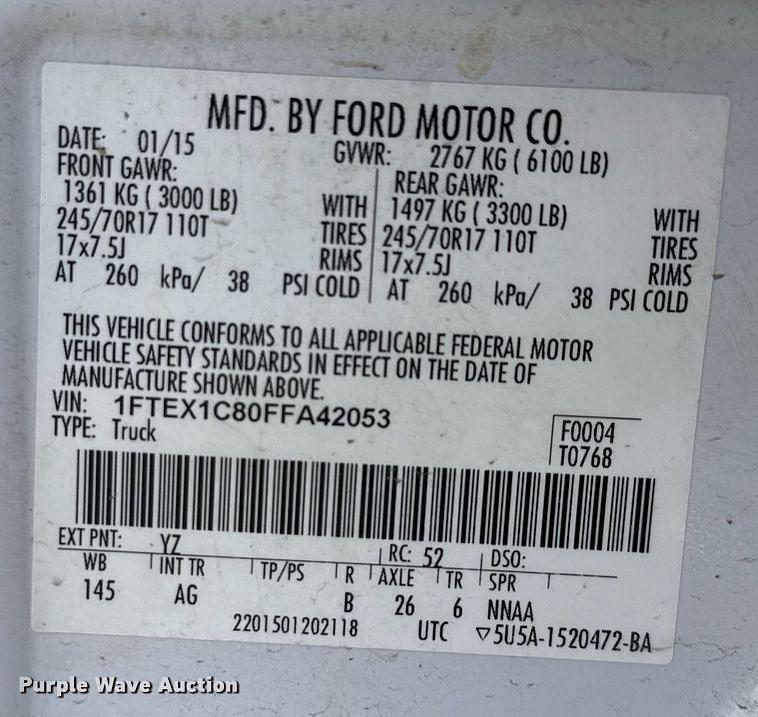 MFD. BY FORD MOTOR CO.
DATE: 01/15 GVWR: 2767 KG ( 6100 LB)
FRONT GAWR: REAR GAWR:
1361 KG ( 3000 LB) WITH 1497 KG ( 3300 LB) WITH
245/70R17 110T TIRES 245/70R17 110T TIRES
17x7.5J RIMS 17x7.5J RIMS
AT 260 kPa/ 38 PSI COLD AT 260 kPa/ 38 PSI COLD
THIS VEHICLE CONFORMS TO ALL APPLICABLE FEDERAL MOTOR
VEHICLE SAFETY STANDARDS IN EFFECT ON THE DATE OF
MANUFACTURE SHOWN ABOVE.
VIN: 1FTEX1C80FFA42053
TYPE: Truck
F0004
T0768
EXT PNT: YZ RC: 52 DSO:
WB INT TR TP/PS R AXLE TR SPR
145 AG B 26 6 NNAA
2201501202118 UTC ▽5U5A-1520472-BA
Purple Wave Auction